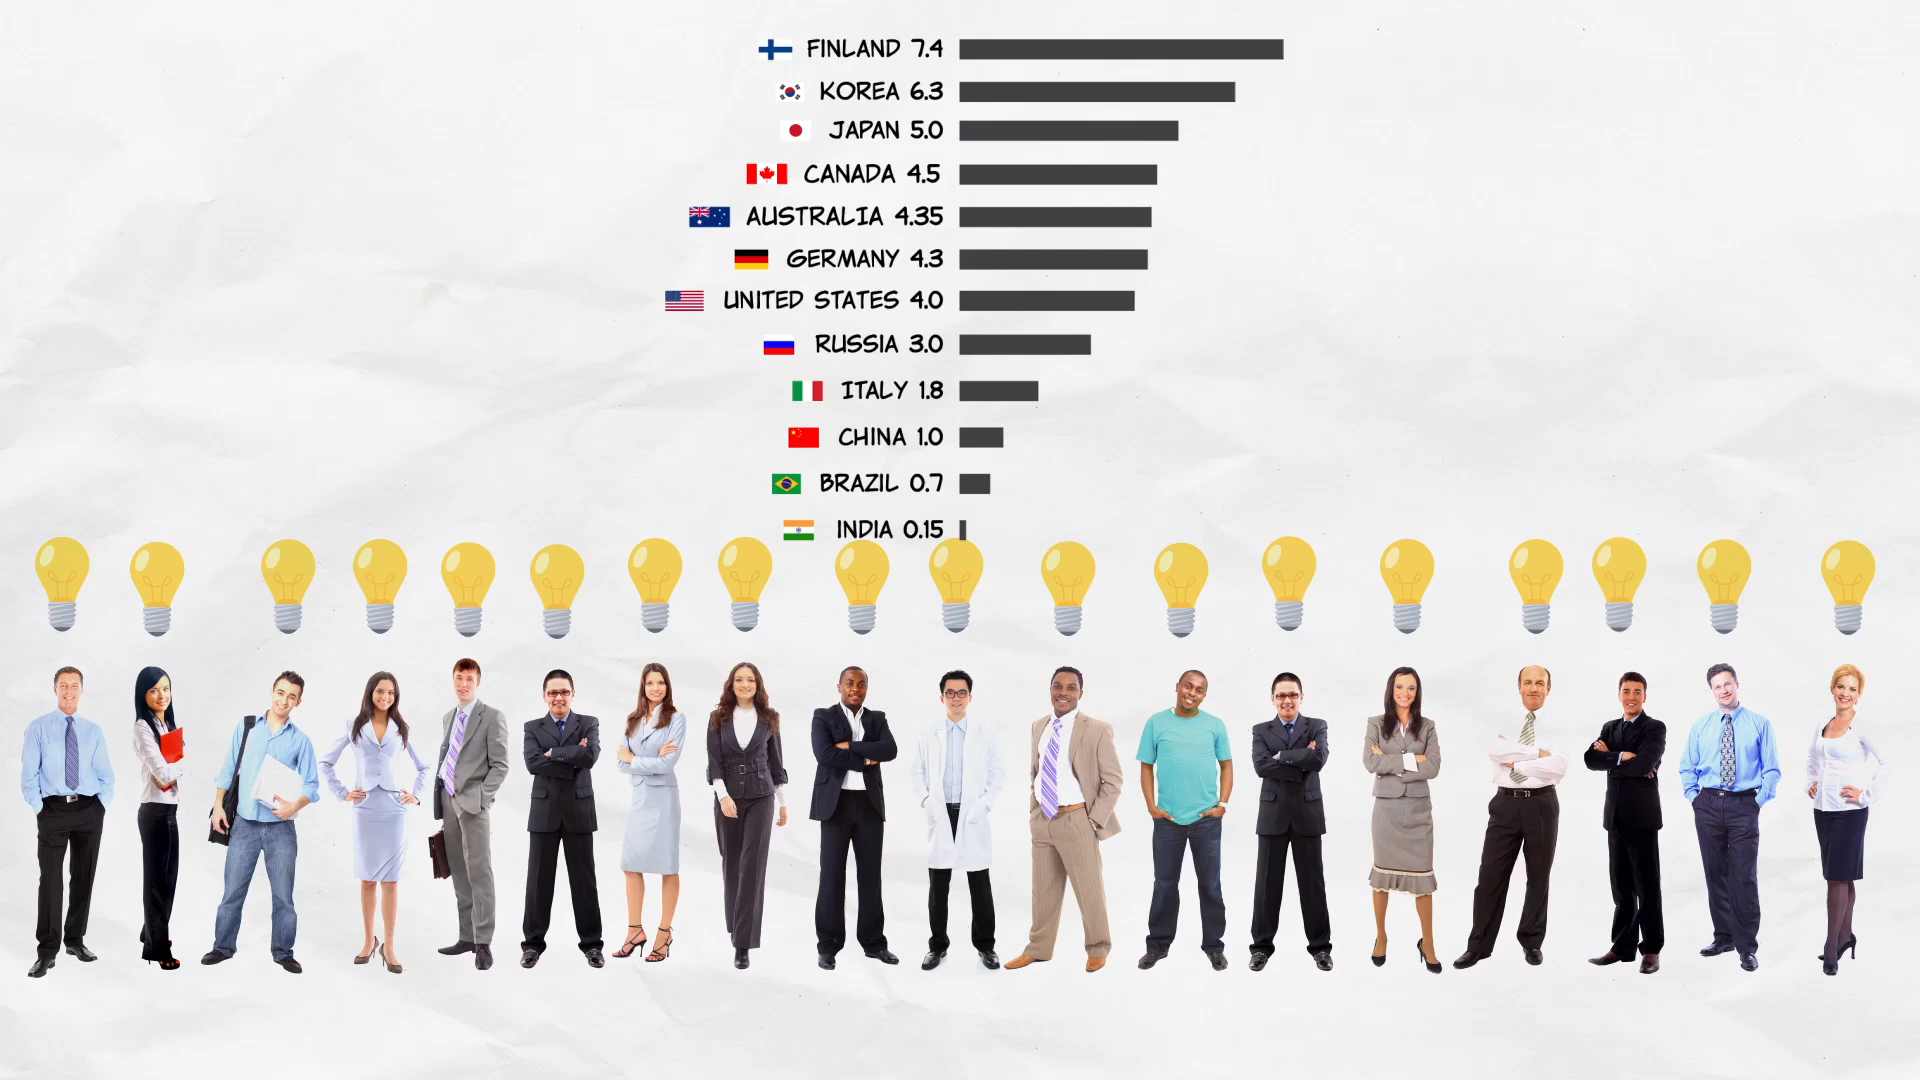 FINLAND 7.4
KOREA 6.3
JAPAN 5.0
CANADA 4.5
AUSTRALIA 4.35
GERMANY 4.3
UNITED STATES 4.0
RUSSIA 3.0
ITALY 1.8
CHINA 1.0
BRAZIL 0.7
INDIA 0.15